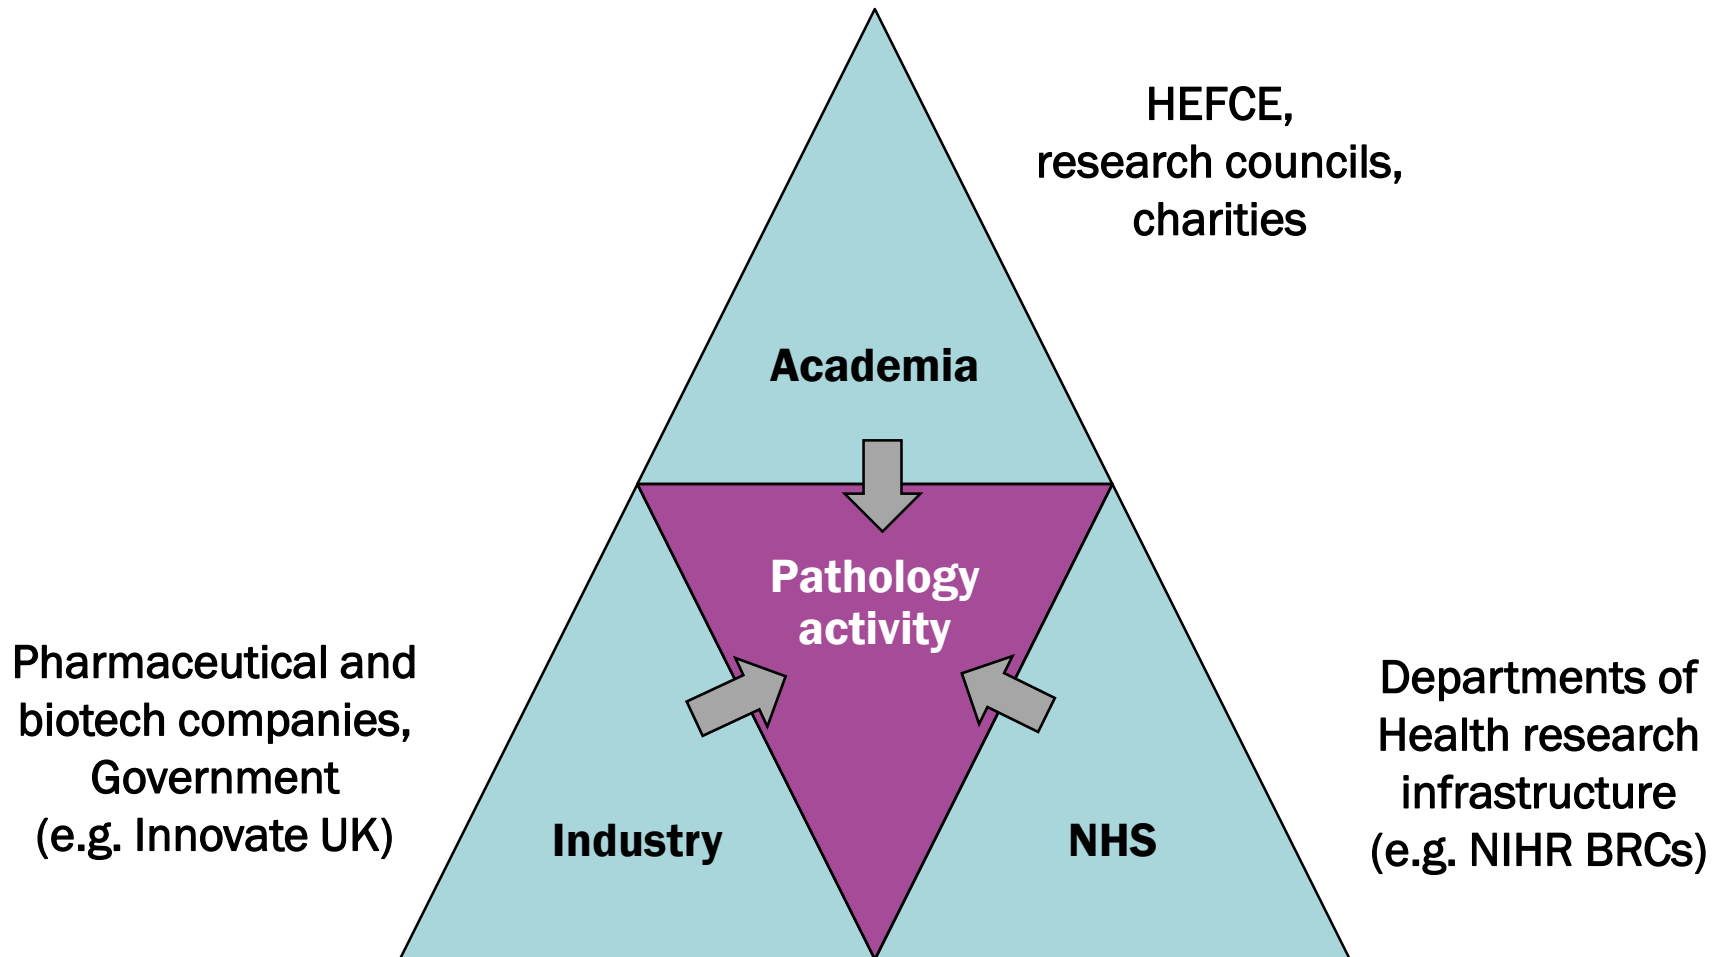 HEFCE,
research councils,
charities
Academia
Pathology
activity
Pharmaceutical and
biotech companies,
Government
(e.g. Innovate UK)
Industry
NHS
Departments of
Health research
infrastructure
(e.g. NIHR BRCs)